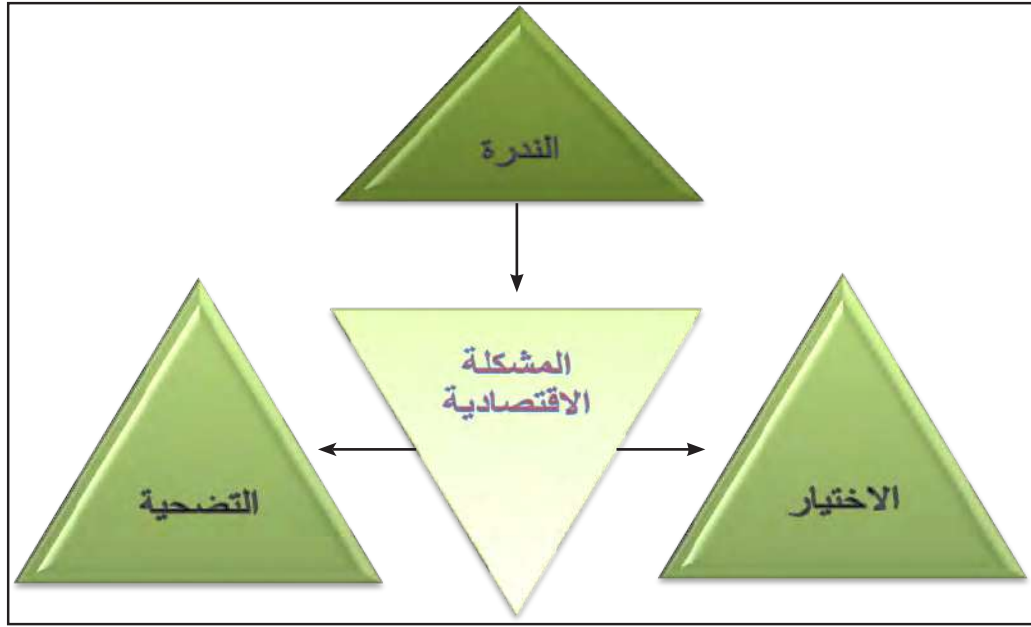 الندرة
المشكلة
الاقتصادية
الاختيار
التضحية